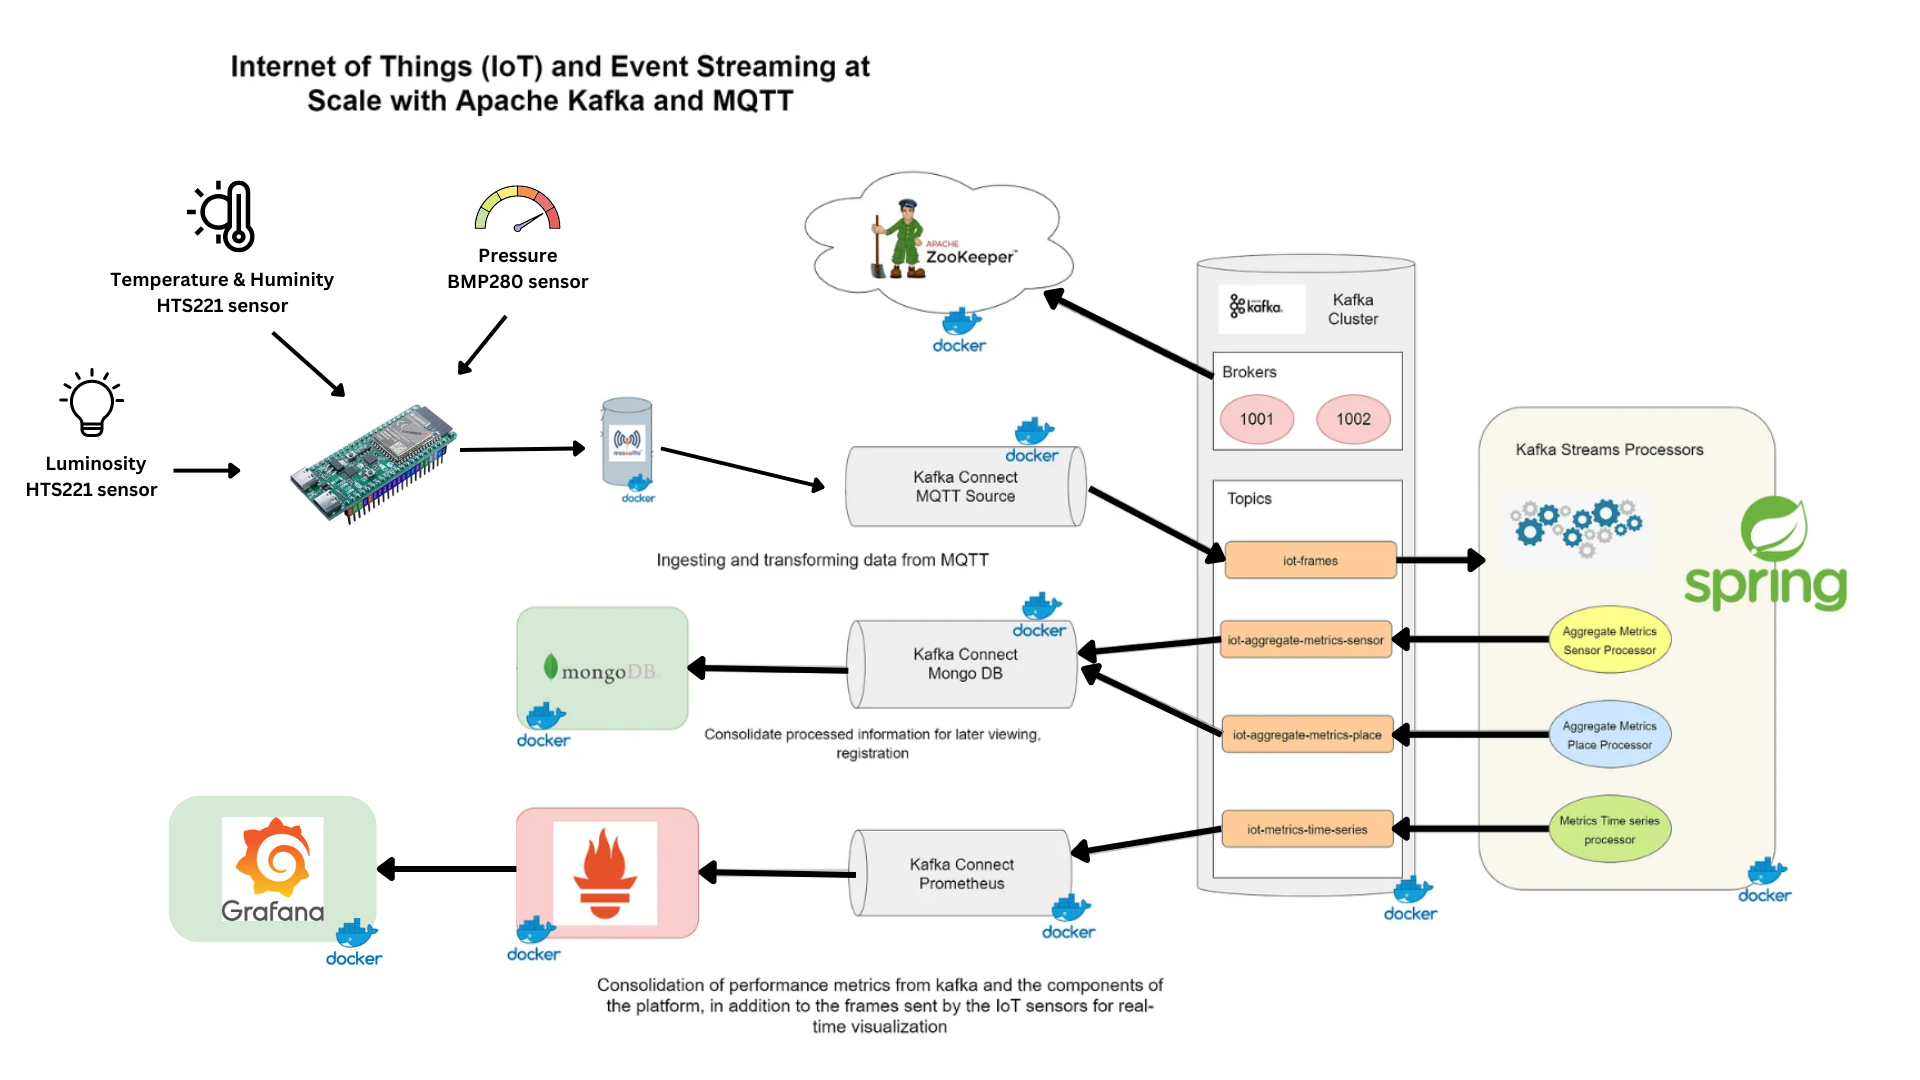 Internet of Things (IoT) and Event Streaming at
Scale with Apache Kafka and MQTT
Temperature & Huminity
HTS221 sensor
Pressure
BMP280 sensor
Luminosity
HTS221 sensor
docker
APACHE
ZooKeeper™
docker
Kafka Connect
MQTT Source
docker
Ingesting and transforming data from MQTT
kafka
Kafka
Cluster
Brokers
1001
1002
Topics
iot-frames
iot-aggregate-metrics-sensor
iot-aggregate-metrics-place
iot-metrics-time-series
docker
Kafka Streams Processors
spring
Aggregate Metrics
Sensor Processor
Aggregate Metrics
Place Processor
Metrics Time series
processor
docker
Kafka Connect
Mongo DB
docker
mongoDB
docker
Consolidate processed information for later viewing,
registration
Kafka Connect
Prometheus
docker
docker
Grafana
docker
Consolidation of performance metrics from kafka and the components of
the platform, in addition to the frames sent by the IoT sensors for real-
time visualization